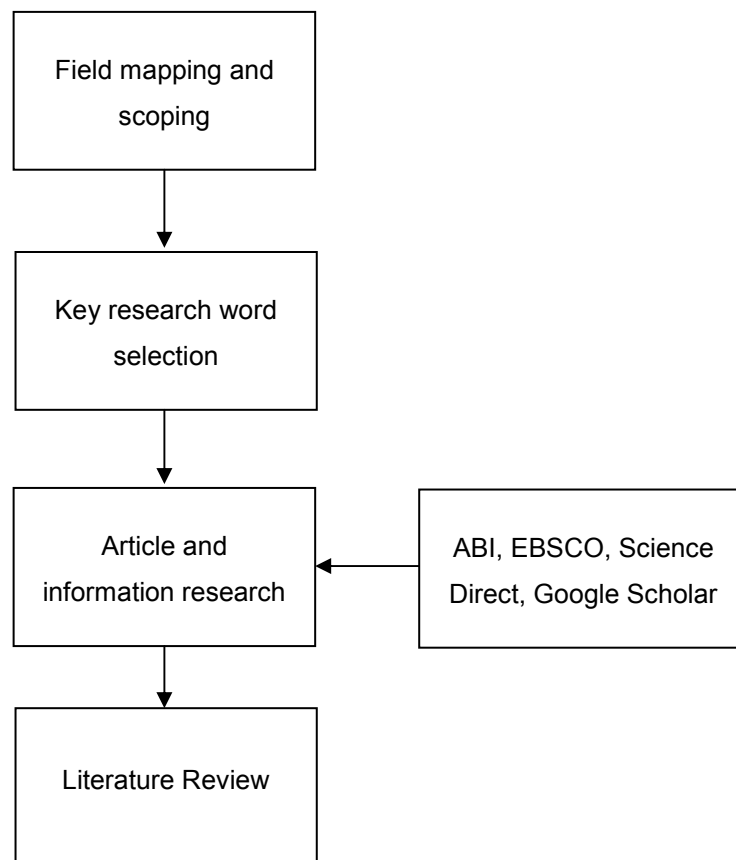 Field mapping and
scoping
Key research word
selection
Article and
information research
ABI, EBSCO, Science
Direct, Google Scholar
Literature Review